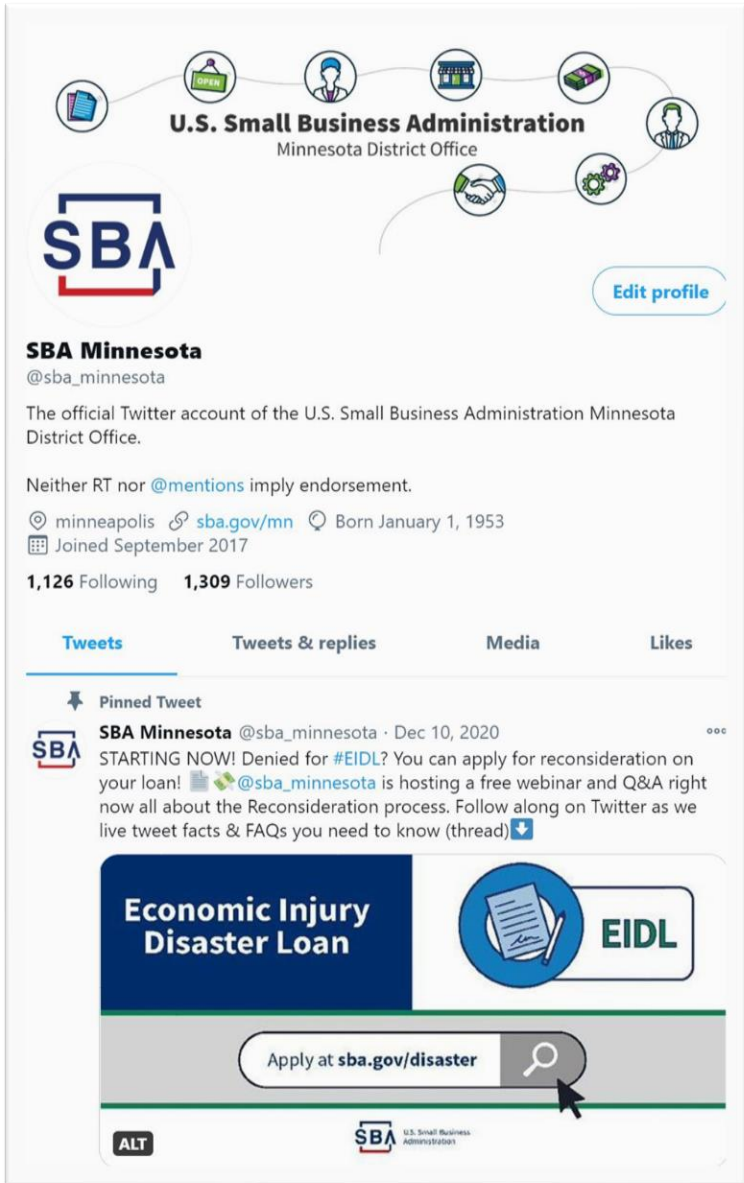 OPEN
U.S. Small Business Administration
Minnesota District Office
SBA
Edit profile
SBA Minnesota
@sba_minnesota
The official Twitter account of the U.S. Small Business Administration Minnesota
District Office.
Neither RT nor @mentions imply endorsement.
minneapolis sba.gov/mn Born January 1, 1953
Joined September 2017
1,126 Following 1,309 Followers
Tweets Tweets & replies Media Likes
Pinned Tweet
SBA
SBA Minnesota @sba_minnesota · Dec 10, 2020
STARTING NOW! Denied for #EIDL? You can apply for reconsideration on
your loan! 📄💸@sba_minnesota is hosting a free webinar and Q&A right
now all about the Reconsideration process. Follow along on Twitter as we
live tweet facts & FAQs you need to know (thread)⬇️
Economic Injury
Disaster Loan
EIDL
Apply at sba.gov/disaster
ALT
SBA
U.S. Small Business
Administration